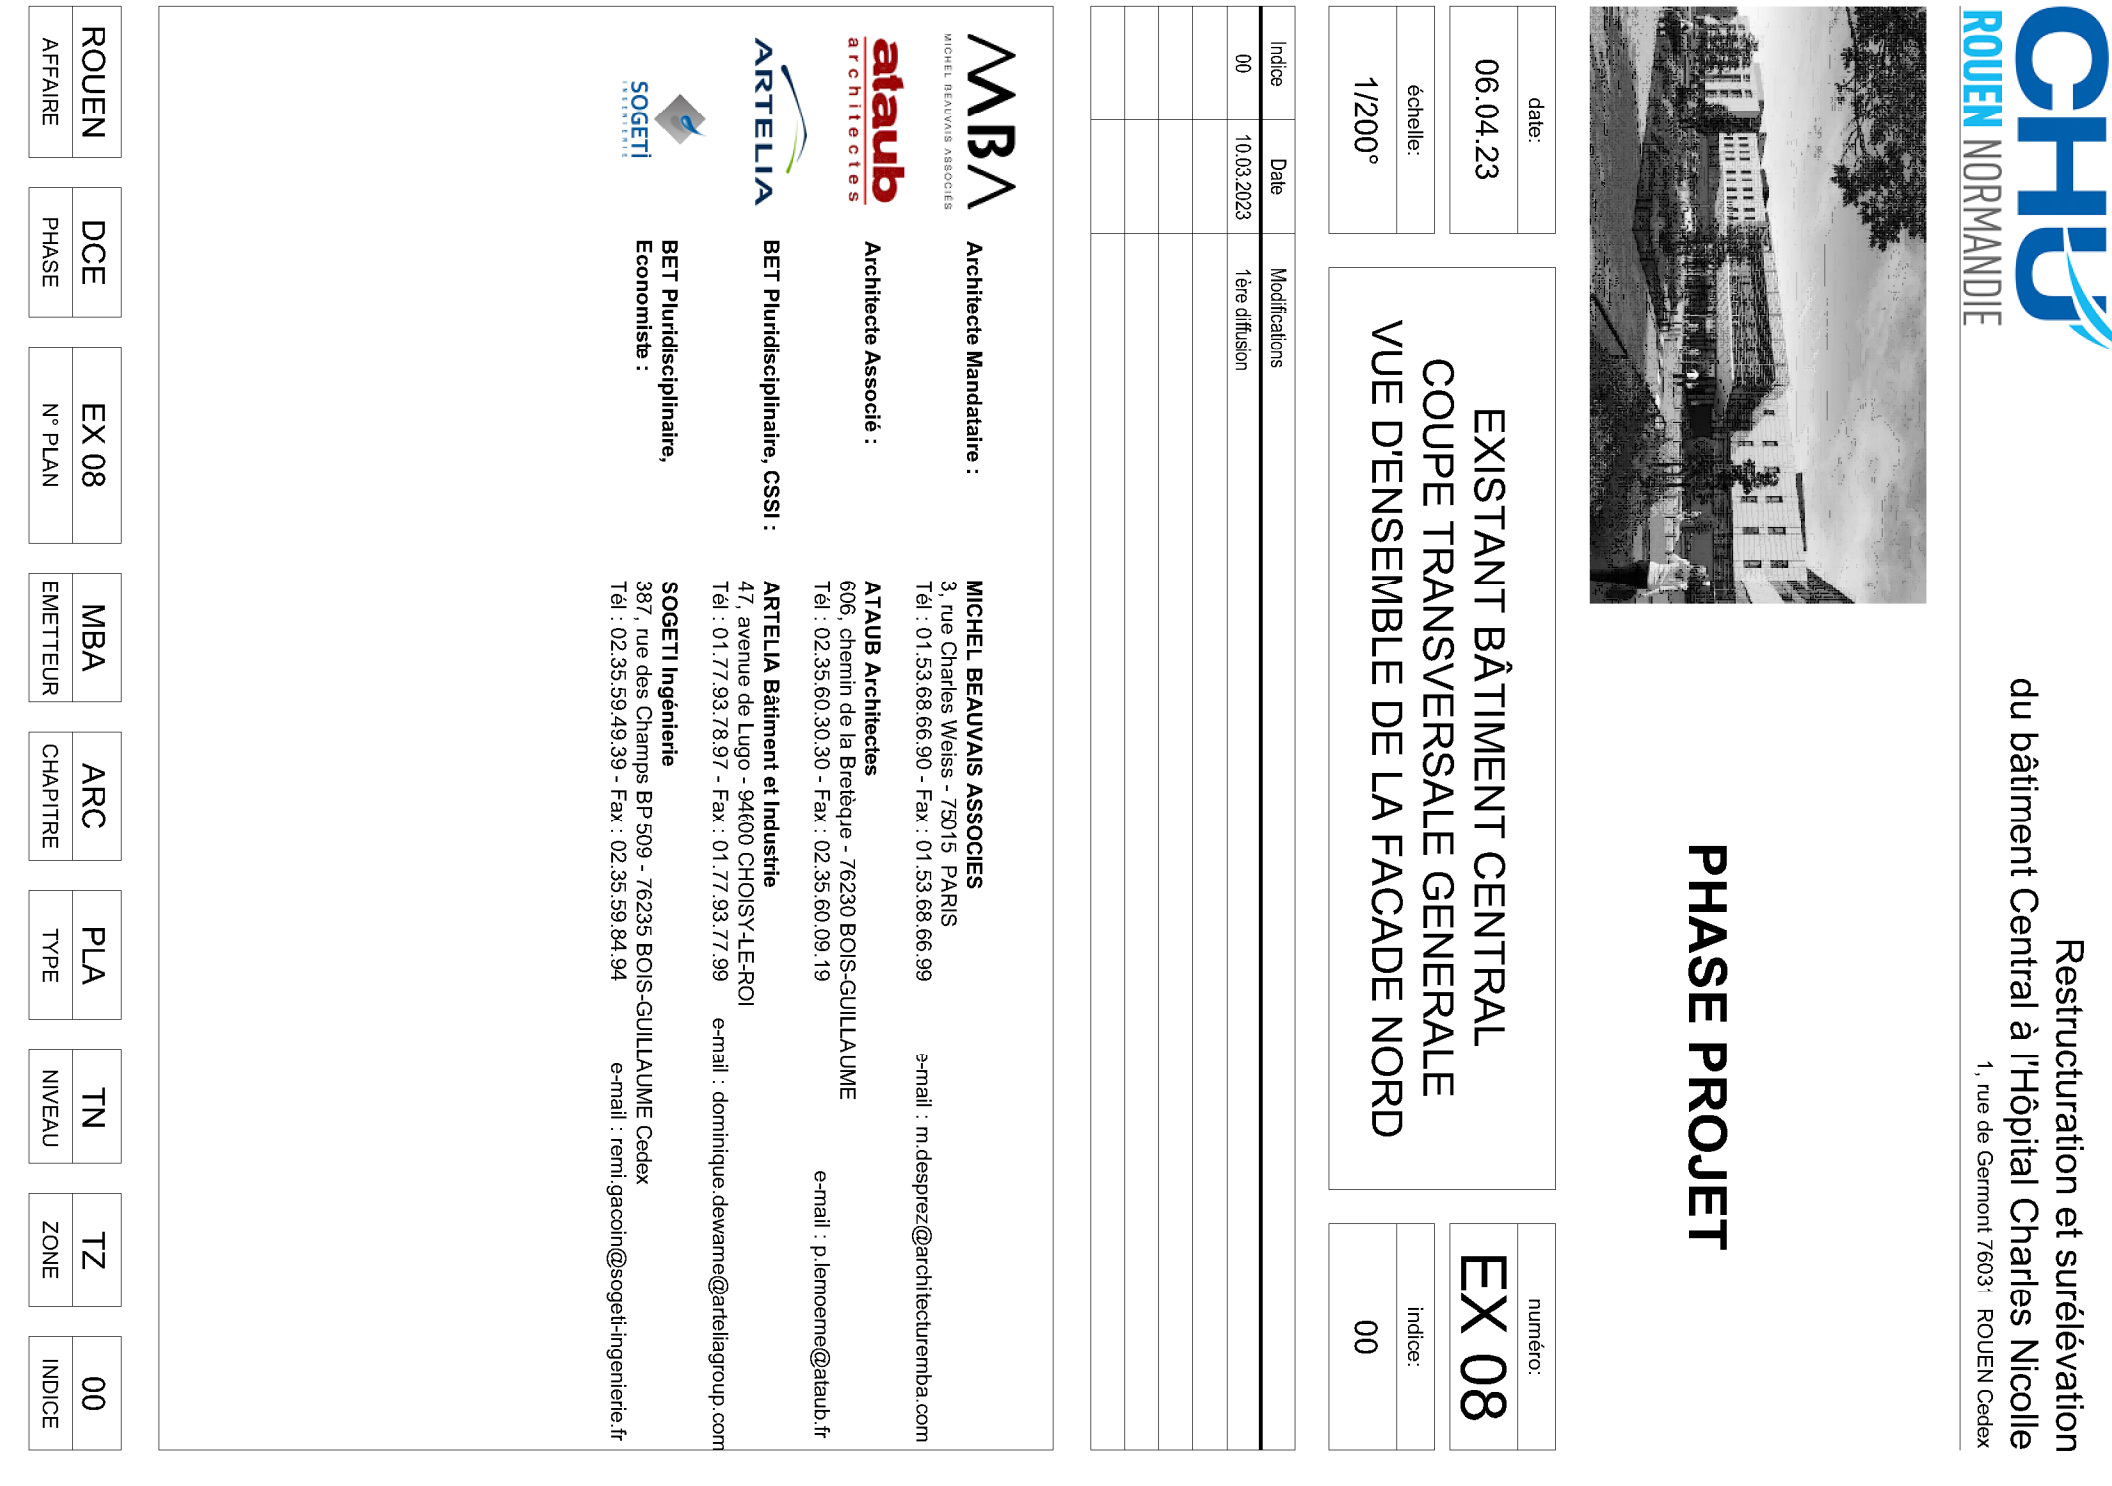 CHU
ROUEN NORMANDIE
Restructuration et surélévation
du bâtiment Central à l'Hôpital Charles Nicolle
1, rue de Germont 76031 ROUEN Cedex
PHASE PROJET
date:
06.04.23
échelle:
1/200°
EXISTANT BÂTIMENT CENTRAL
COUPE TRANSVERSALE GENERALE
VUE D'ENSEMBLE DE LA FACADE NORD
numéro:
EX 08
indice:
00
Indice Date Modifications
00 10.03.2023 1ère diffusion
MBA
MICHEL BEAUVAIS ASSOCIÉS
Architecte Mandataire :
MICHEL BEAUVAIS ASSOCIES
3, rue Charles Weiss - 75015 PARIS
Tél : 01.53.68.66.90 - Fax : 01.53.68.66.99 e-mail : m.desprez@architecturemba.com
ataub
architectes
Architecte Associé :
ATAUB Architectes
606, chemin de la Bretèque - 76230 BOIS-GUILLAUME
Tél : 02.35.60.30.30 - Fax : 02.35.60.09.19 e-mail : p.lemoeme@ataub.fr
ARTELIA
BET Pluridisciplinaire, CSSI :
ARTELIA Bâtiment et Industrie
47, avenue de Lugo - 94600 CHOISY-LE-ROI
Tél : 01.77.93.78.97 - Fax : 01.77.93.77.99 e-mail : dominique.dewame@arteliagroup.com
SOGETI
INGENIERIE
BET Pluridisciplinaire,
Economiste :
SOGETI Ingénierie
387, rue des Champs BP 509 - 76235 BOIS-GUILLAUME Cedex
Tél : 02.35.59.49.39 - Fax : 02.35.59.84.94 e-mail : remi.gacoin@sogeti-ingenierie.fr
ROUEN DCE EX 08 MBA ARC PLA TN TZ 00
AFFAIRE PHASE N° PLAN EMETTEUR CHAPITRE TYPE NIVEAU ZONE INDICE